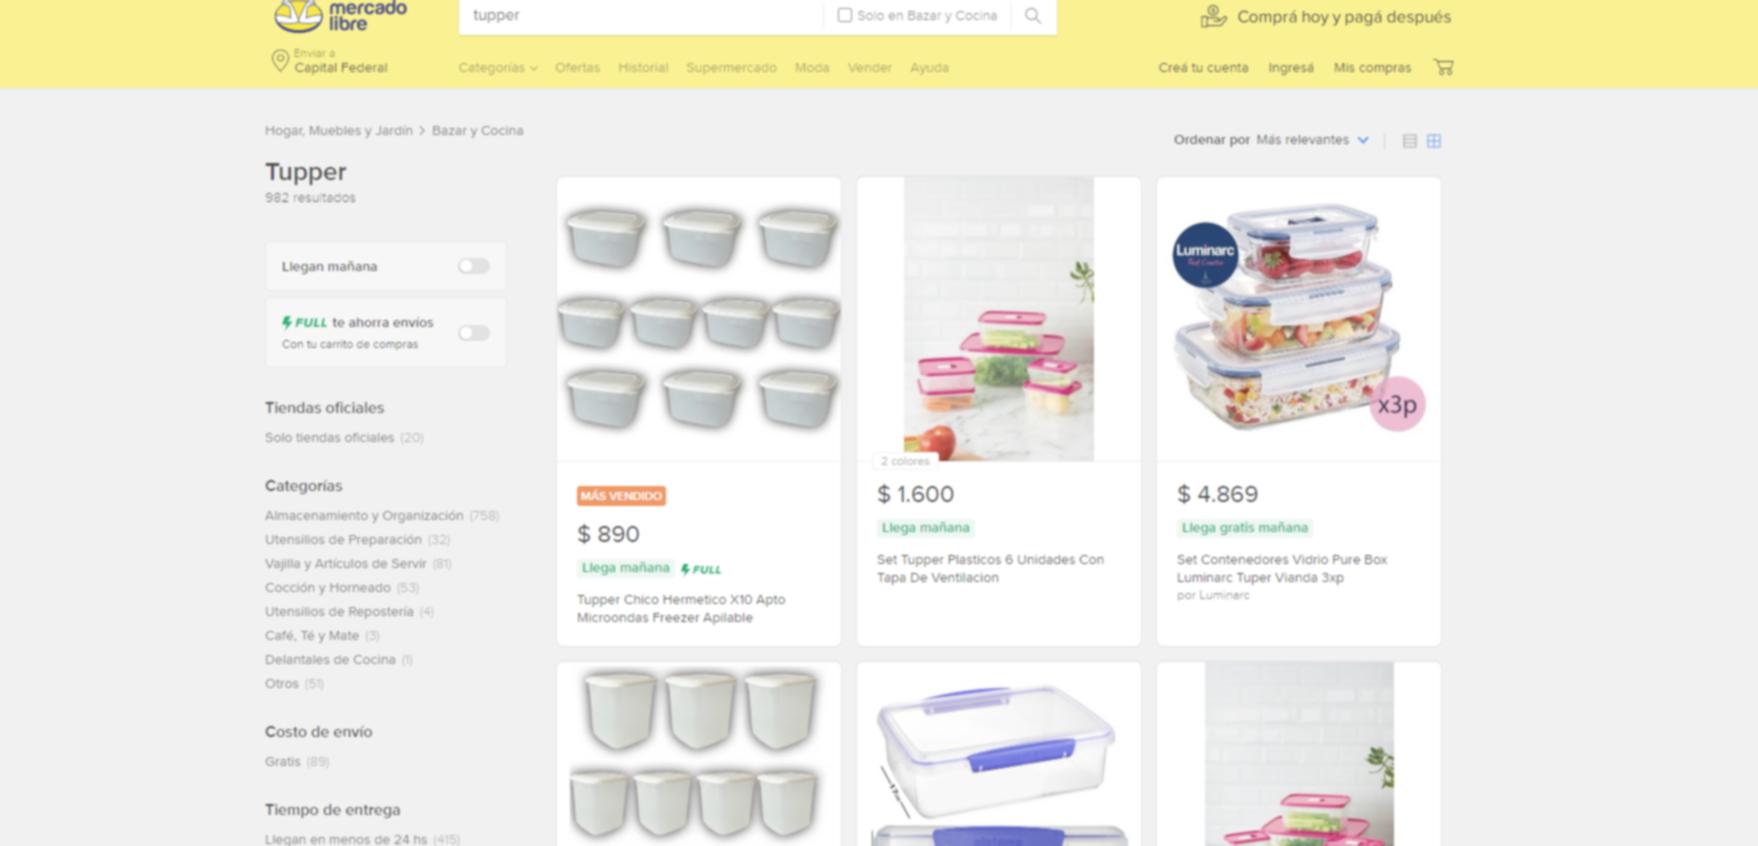 mercado
libre
tupper
Solo en Bazar y Cocina
Comprá hoy y pagá después
Enviar a
Capital Federal
Categorías
Ofertas
Historial
Supermercado
Moda
Vender
Ayuda
Creá tu cuenta
Ingresá
Mis compras
Hogar, Muebles y Jardín > Bazar y Cocina
Ordenar por Más relevantes
Tupper
982 resultados
Llegan mañana
FULL te ahorra envíos
Con tu carrito de compras
Tiendas oficiales
Solo tiendas oficiales (20)
Categorías
Almacenamiento y Organización (758)
Utensilios de Preparación (32)
Vajilla y Artículos de Servir (81)
Cocción y Horneado (53)
Utensilios de Repostería (4)
Café, Té y Mate (3)
Delantales de Cocina (1)
Otros (51)
Costo de envío
Gratis (89)
Tiempo de entrega
Llegan en menos de 24 hs (415)
MÁS VENDIDO
$ 890
Llega mañana FULL
Tupper Chico Hermetico X10 Apto
Microondas Freezer Apilable
2 colores
$ 1.600
Llega mañana
Set Tupper Plasticos 6 Unidades Con
Tapa De Ventilacion
Luminarc
x3p
$ 4.869
Llega gratis mañana
Set Contenedores Vidrio Pure Box
Luminarc Tuper Vianda 3xp
por Luminarc